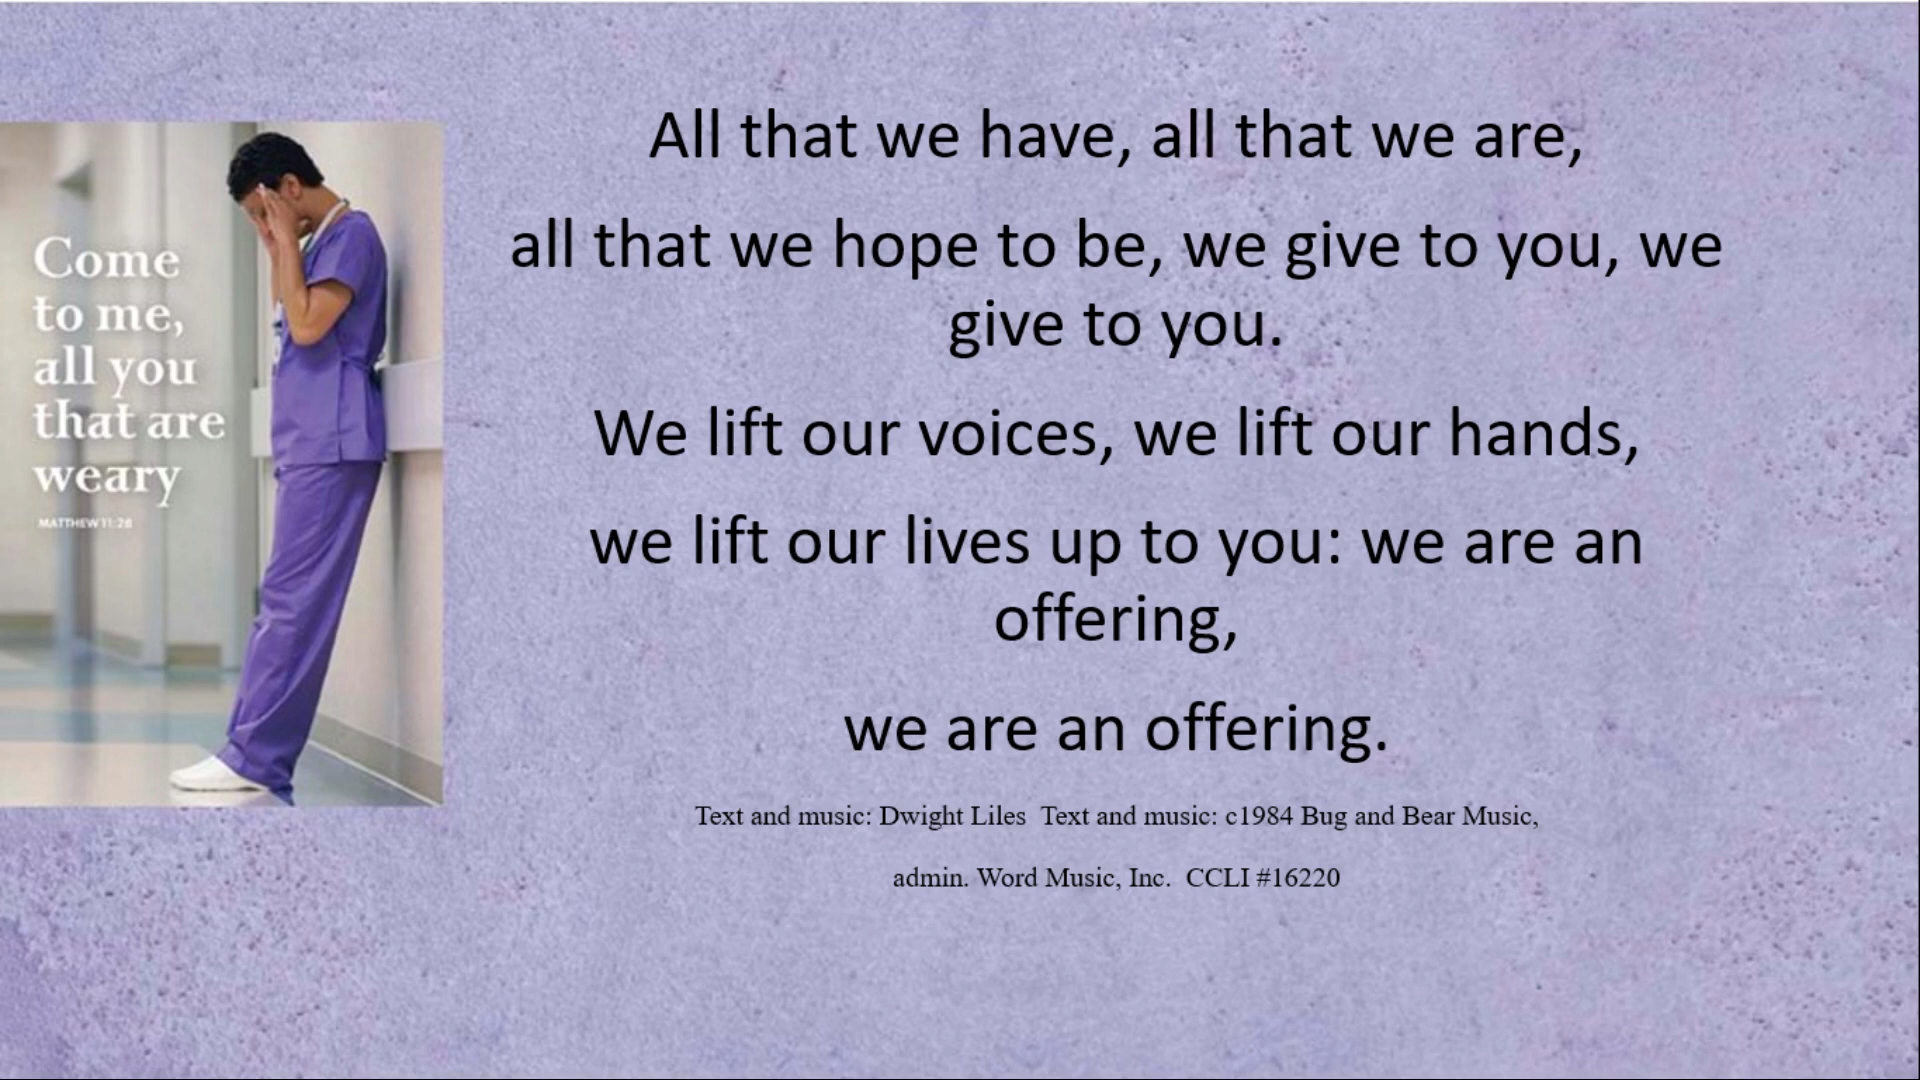 Come
to me,
all you
that are
weary
MATTHEW 11:28
All that we have, all that we are,
all that we hope to be, we give to you, we
give to you.
We lift our voices, we lift our hands,
we lift our lives up to you: we are an
offering,
we are an offering.
Text and music: Dwight Liles  Text and music: c1984 Bug and Bear Music,
admin. Word Music, Inc.  CCLI #16220